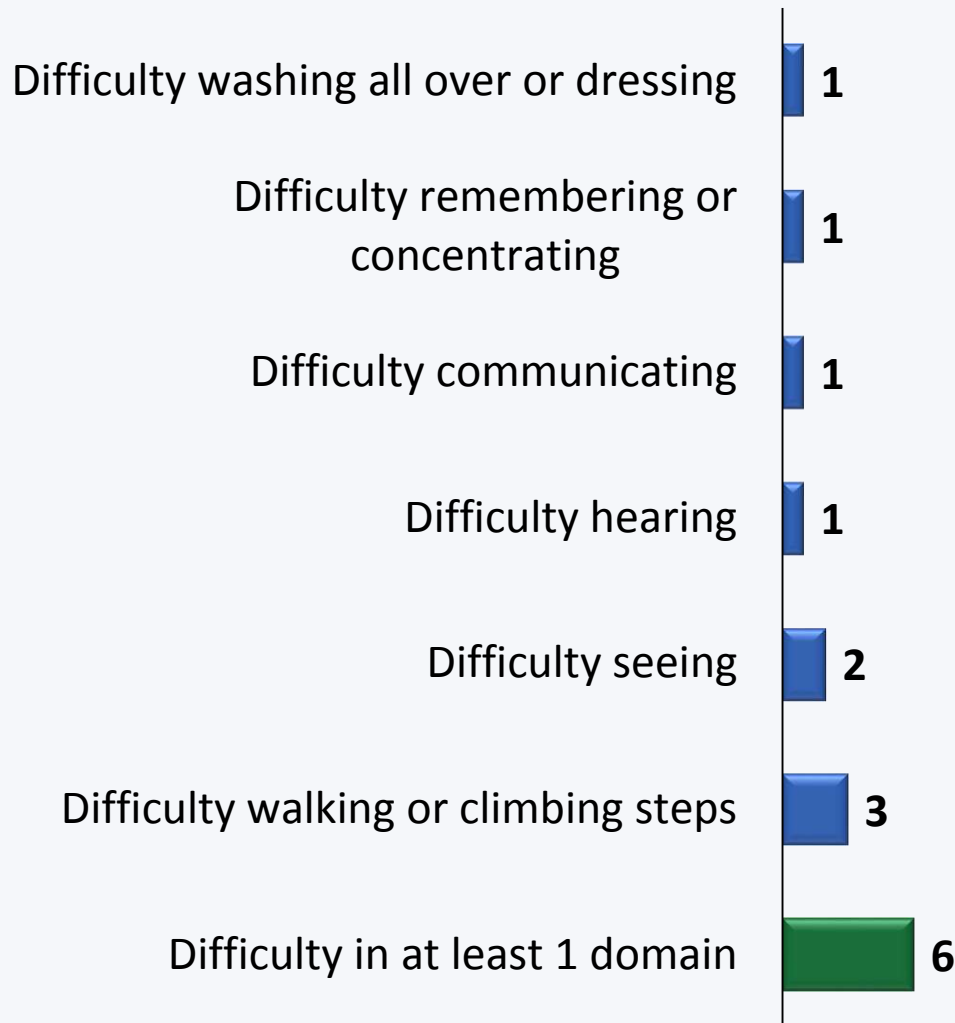 Difficulty washing all over or dressing 1
Difficulty remembering or
concentrating 1
Difficulty communicating 1
Difficulty hearing 1
Difficulty seeing 2
Difficulty walking or climbing steps 3
Difficulty in at least 1 domain 6